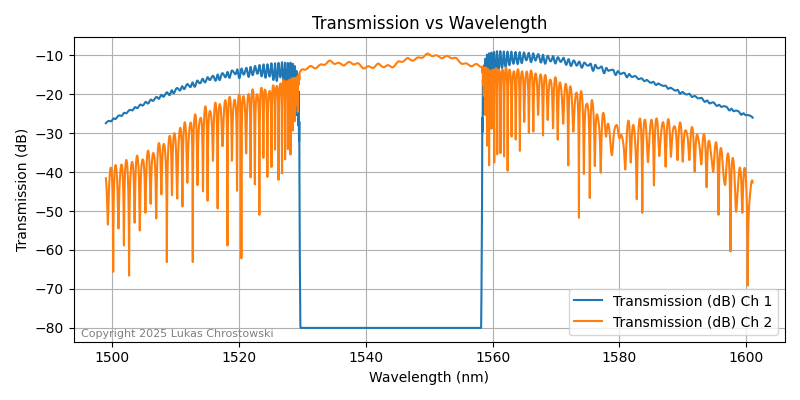 Transmission vs Wavelength
Transmission (dB)
−10
−20
−30
−40
−50
−60
−70
−80
Transmission (dB) Ch 1
Transmission (dB) Ch 2
Copyright 2025 Lukas Chrostowski
1500
1520
1540
1560
1580
1600
Wavelength (nm)